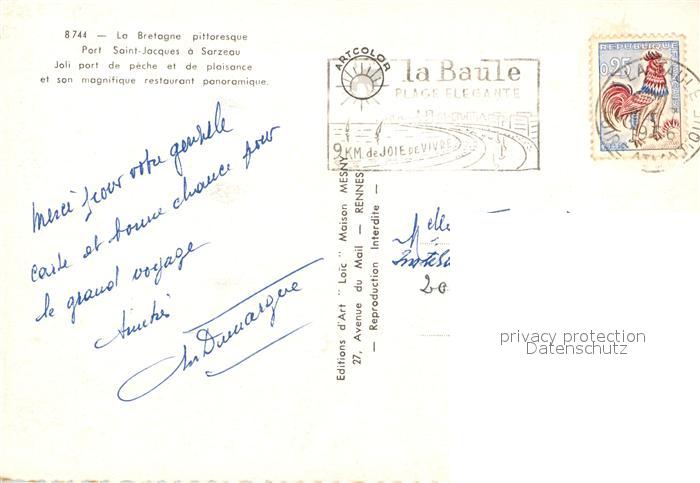 8744 — La Bretagne pittoresque
Port Saint-Jacques à Sarzeau
Joli port de pêche et de plaisance
et son magnifique restaurant panoramique.
ARTCOLOR
la Baule
PLAGE ELEGANTE
9 KM. de JOIE DE VIVRE
REPUBLIQUE
0,25
Merci pour votre gentille
carte et bonne chance pour
le grand voyage
Amitiés
Editions d'Art "Loïc" Maison MESNY
27, Avenue du Mail — RENNES
— Reproduction Interdite —
Melle
20
privacy protection
Datenschutz